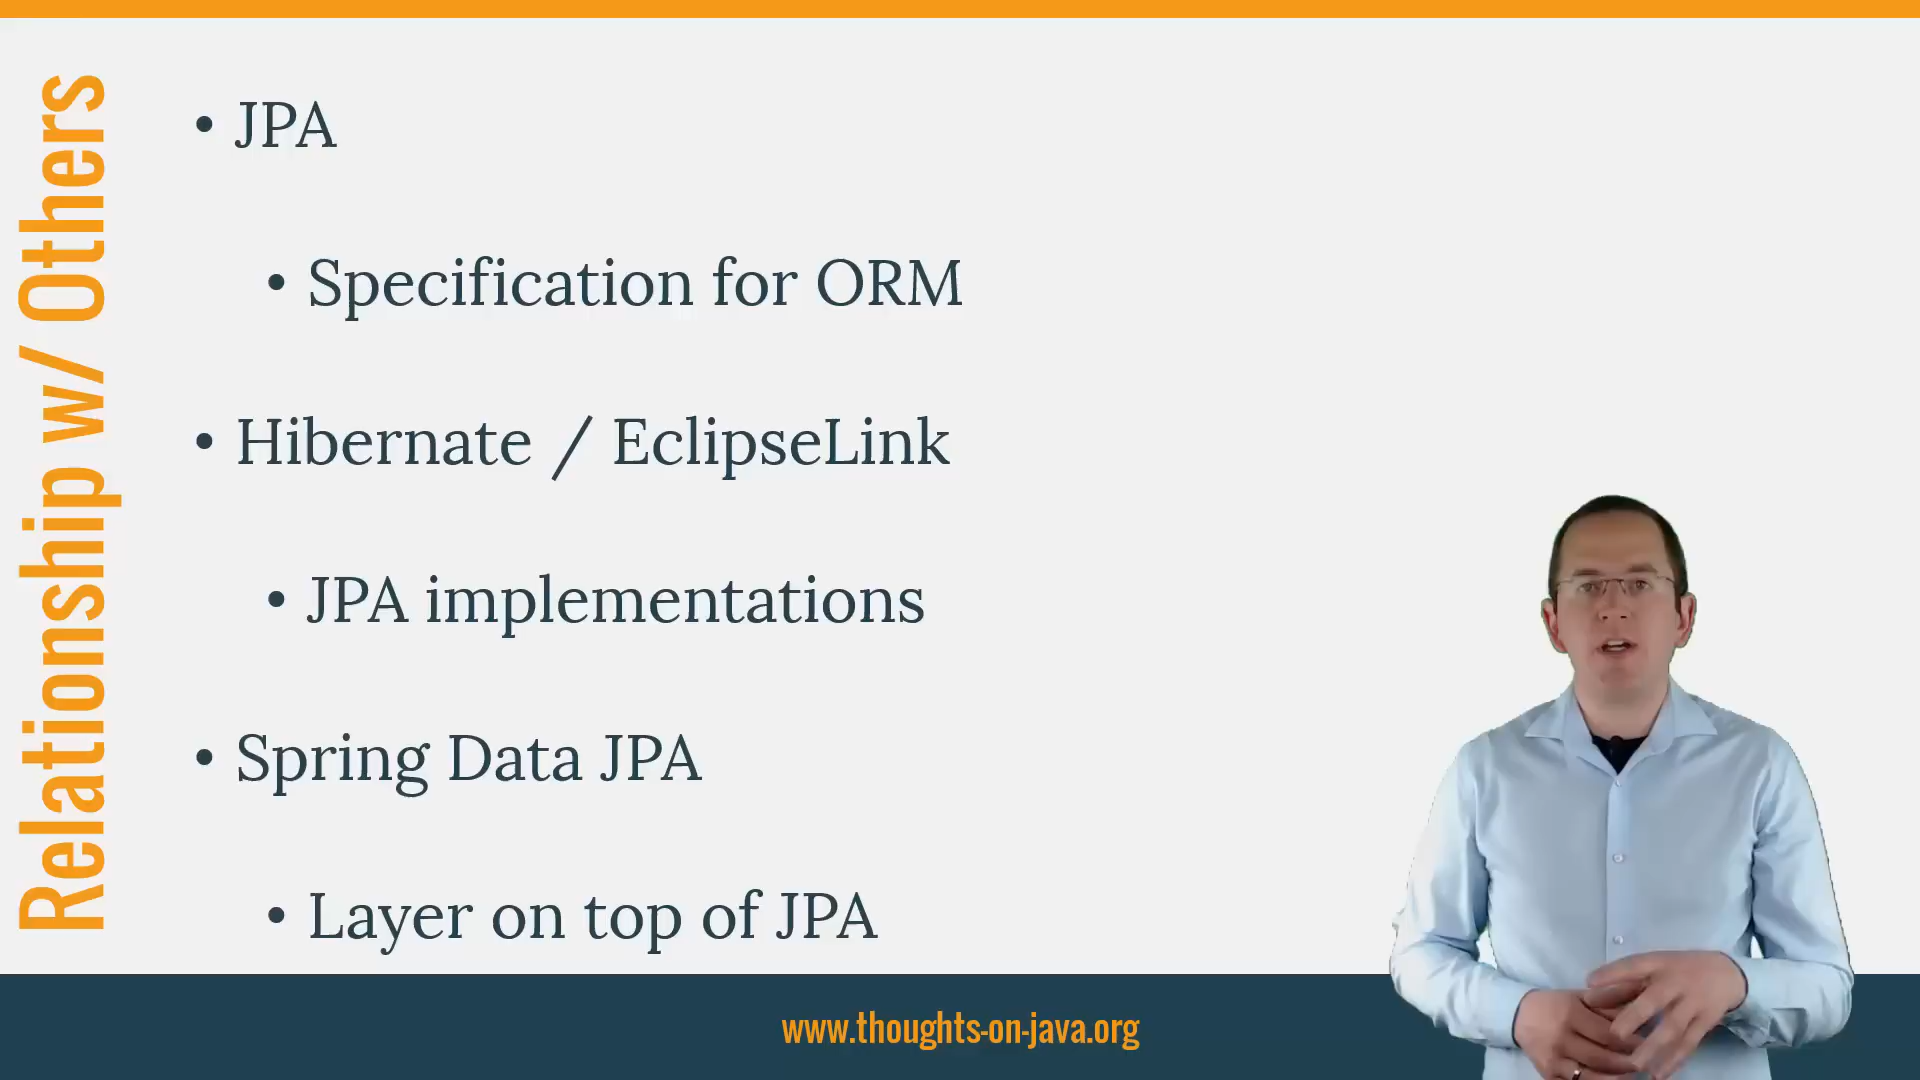 Relationship w/ Others
• JPA
• Specification for ORM
• Hibernate / EclipseLink
• JPA implementations
• Spring Data JPA
• Layer on top of JPA
www.thoughts-on-java.org